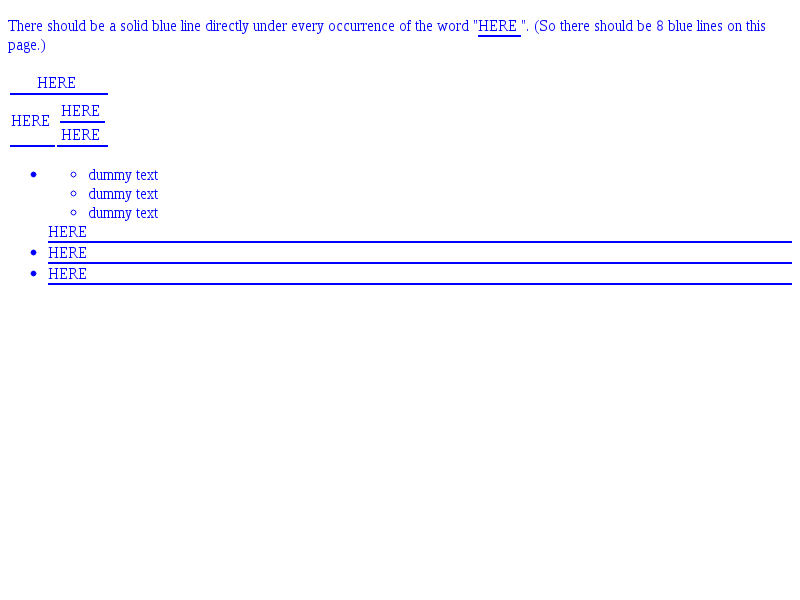 There should be a solid blue line directly under every occurrence of the word "HERE ". (So there should be 8 blue lines on this
page.)
HERE
HERE
HERE
HERE
dummy text
dummy text
dummy text
HERE
HERE
HERE